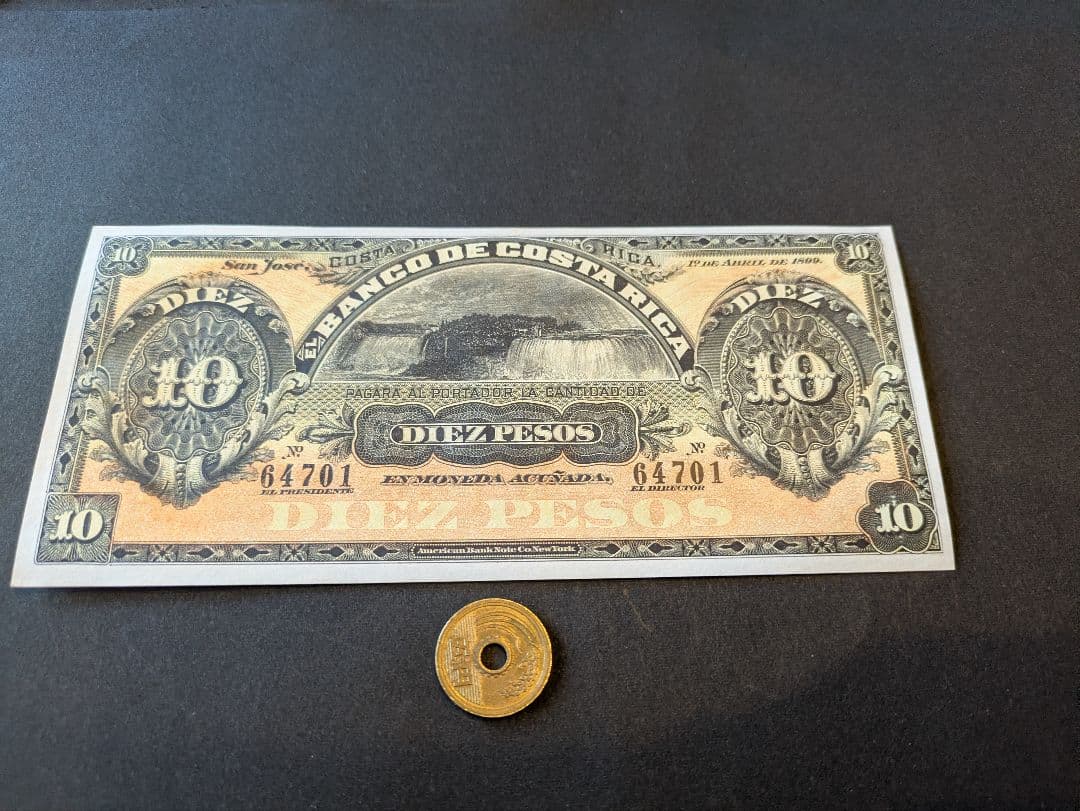 10 COSTA RICA 10
San José, 1º DE ABRIL DE 1899.
EL BANCO DE COSTA RICA
DIEZ DIEZ
10 10
PAGARA AL PORTADOR LA CANTIDAD DE
DIEZ PESOS
Nº 64701 EN MONEDA ACUÑADA. Nº 64701
EL PRESIDENTE EL DIRECTOR
10 DIEZ PESOS 10
American Bank Note Co. New York
五円